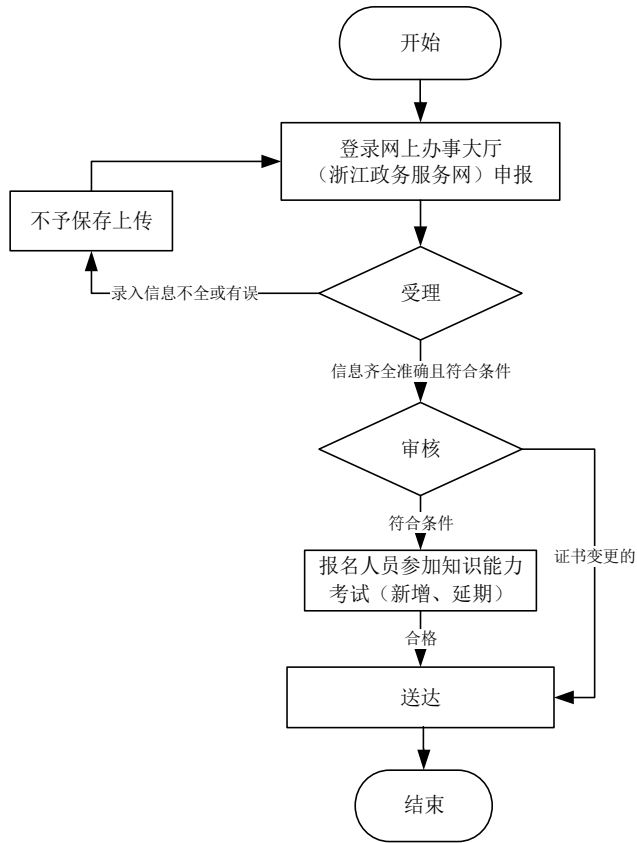 开始
登录网上办事大厅
（浙江政务服务网）申报
不予保存上传
录入信息不全或有误
受理
信息齐全准确且符合条件
审核
符合条件
证书变更的
报名人员参加知识能力
考试（新增、延期）
合格
送达
结束